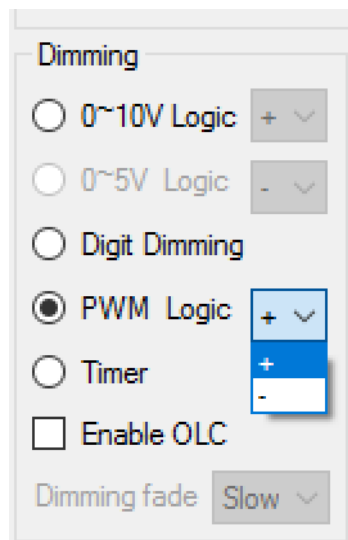 Dimming
0~10V Logic +
0~5V Logic -
Digit Dimming
PWM Logic +
+
Timer
-
Enable OLC
Dimming fade Slow